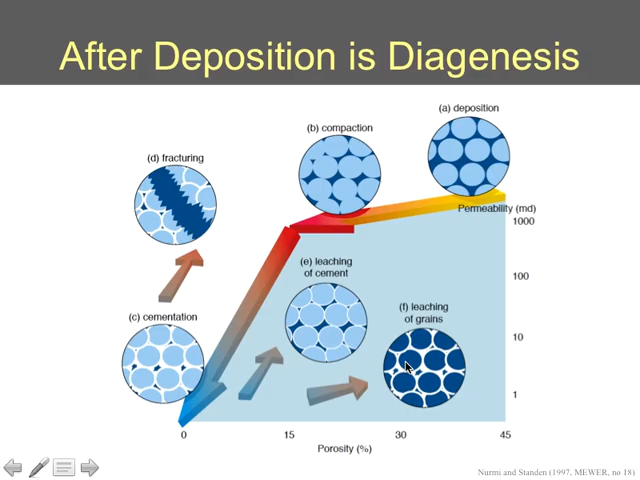 After Deposition is Diagenesis
(a) deposition
(b) compaction
(d) fracturing
Permeability (md)
1000
(e) leaching
of cement
100
(f) leaching
of grains
(c) cementation
10
1
0
15
30
45
Porosity (%)
Nurmi and Standen (1997, MEWER, no 18)